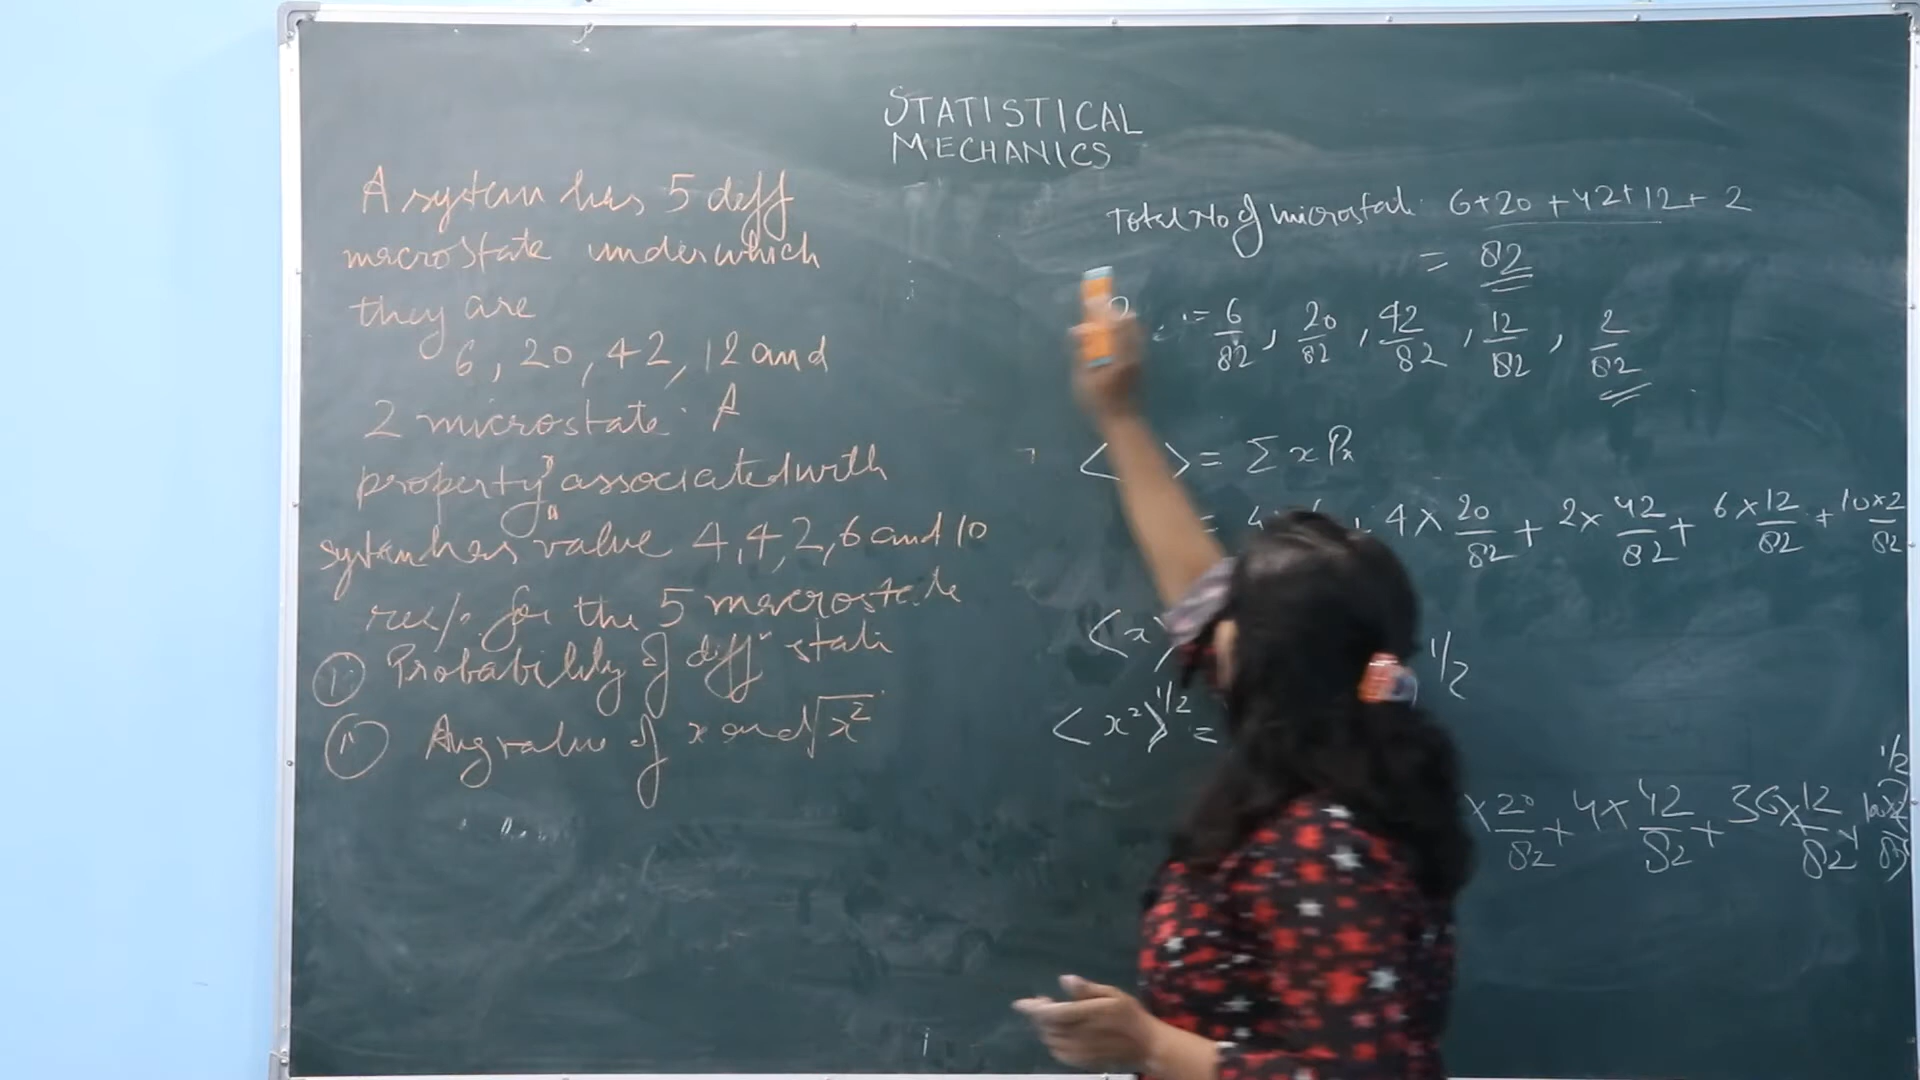 STATISTICAL
MECHANICS
A system has 5 diff
macrostate under which
they are
6, 20, 42, 12 and
2 microstate. A
property "x" associated with
system has value 4, 4, 2, 6 and 10
for the 5 macrostate
(i) Probability of diff state
(ii) Avg value of x and √x²
Total No of microstate 6+20+42+12+2
= 82
= 6/82, 20/82, 42/82, 12/82, 2/82
< > = Σ x Px
= 4 × 20/82 + 2× 42/82 + 6×12/82 + 10×2/82
<x 1/2
<x²>^1/2 =
× 20/82 + 4× 42/82 + 36×12/82 + 1/2